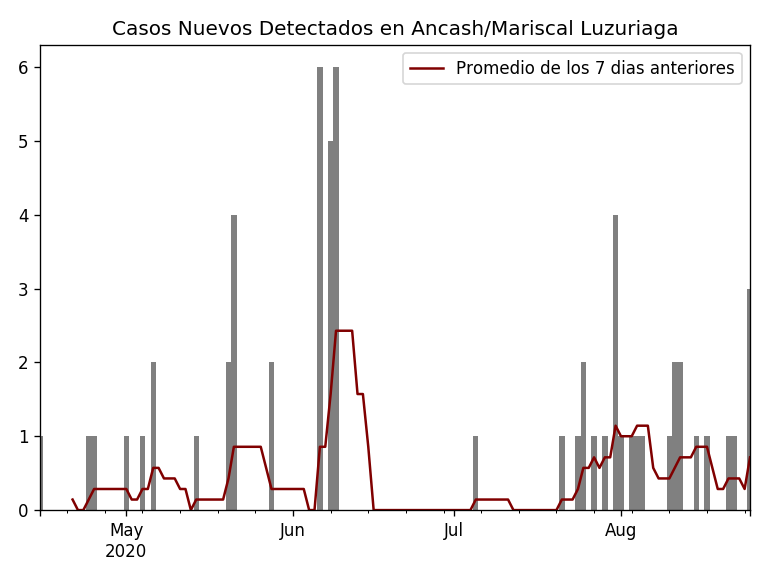 Casos Nuevos Detectados en Ancash/Mariscal Luzuriaga
Promedio de los 7 dias anteriores
6
5
4
3
2
1
0
May Jun Jul Aug
2020